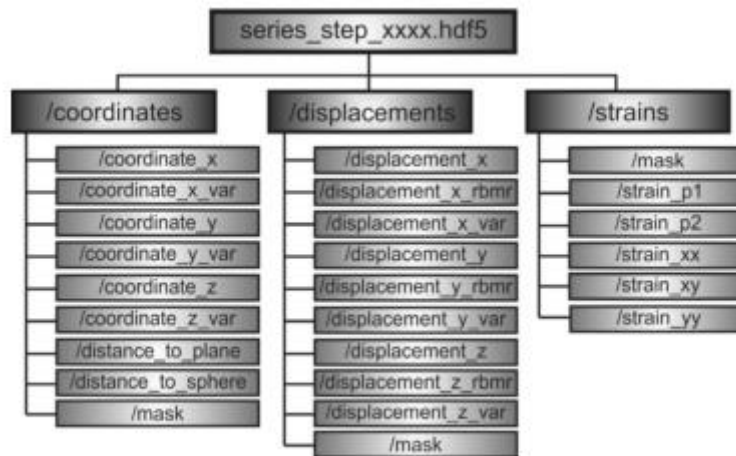 series_step_xxxx.hdf5
/coordinates
/coordinate_x
/coordinate_x_var
/coordinate_y
/coordinate_y_var
/coordinate_z
/coordinate_z_var
/distance_to_plane
/distance_to_sphere
/mask
/displacements
/displacement_x
/displacement_x_rbmr
/displacement_x_var
/displacement_y
/displacement_y_rbmr
/displacement_y_var
/displacement_z
/displacement_z_rbmr
/displacement_z_var
/mask
/strains
/mask
/strain_p1
/strain_p2
/strain_xx
/strain_xy
/strain_yy